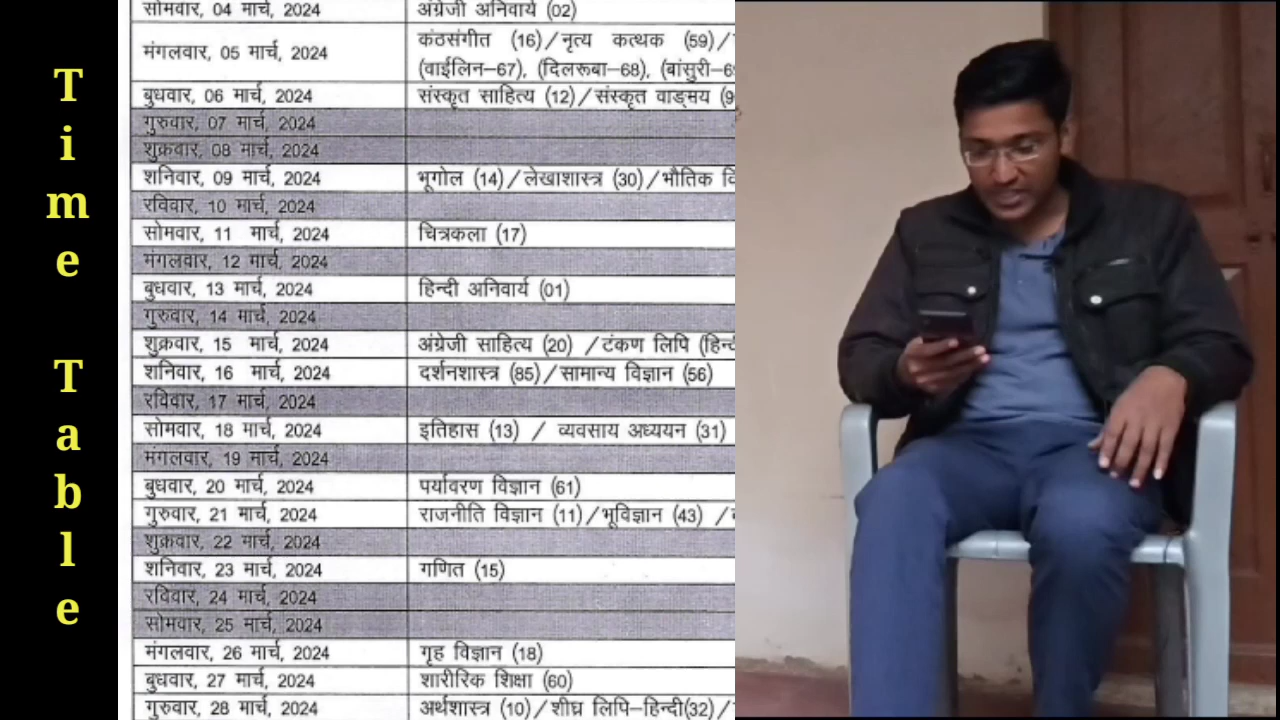 Time
Table
सोमवार, 04 मार्च, 2024 अंग्रेजी अनिवार्य (02)
मंगलवार, 05 मार्च, 2024 कंठसंगीत (16)/नृत्य कत्थक (59)/
(वाईलिन–67), (दिलरूबा–68), (बांसुरी–6
बुधवार, 06 मार्च, 2024 संस्कृत साहित्य (12)/संस्कृत वाङ्मय (9
गुरुवार, 07 मार्च, 2024
शुक्रवार, 08 मार्च, 2024
शनिवार, 09 मार्च, 2024 भूगोल (14)/लेखाशास्त्र (30)/भौतिक
रविवार, 10 मार्च, 2024
सोमवार, 11 मार्च, 2024 चित्रकला (17)
मंगलवार, 12 मार्च, 2024
बुधवार, 13 मार्च, 2024 हिन्दी अनिवार्य (01)
गुरुवार, 14 मार्च, 2024
शुक्रवार, 15 मार्च, 2024 अंग्रेजी साहित्य (20) /टंकण लिपि
शनिवार, 16 मार्च, 2024 दर्शनशास्त्र (85)/सामान्य विज्ञान (56)
रविवार, 17 मार्च, 2024
सोमवार, 18 मार्च, 2024 इतिहास (13) / व्यवसाय अध्ययन (31)
मंगलवार, 19 मार्च, 2024
बुधवार, 20 मार्च, 2024 पर्यावरण विज्ञान (61)
गुरुवार, 21 मार्च, 2024 राजनीति विज्ञान (11)/भूविज्ञान (43) /
शुक्रवार, 22 मार्च, 2024
शनिवार, 23 मार्च, 2024 गणित (15)
रविवार, 24 मार्च, 2024
सोमवार, 25 मार्च, 2024
मंगलवार, 26 मार्च, 2024 गृह विज्ञान (18)
बुधवार, 27 मार्च, 2024 शारीरिक शिक्षा (60)
गुरुवार, 28 मार्च, 2024 अर्थशास्त्र (10)/शीघ्र लिपि–हिन्दी(32)/